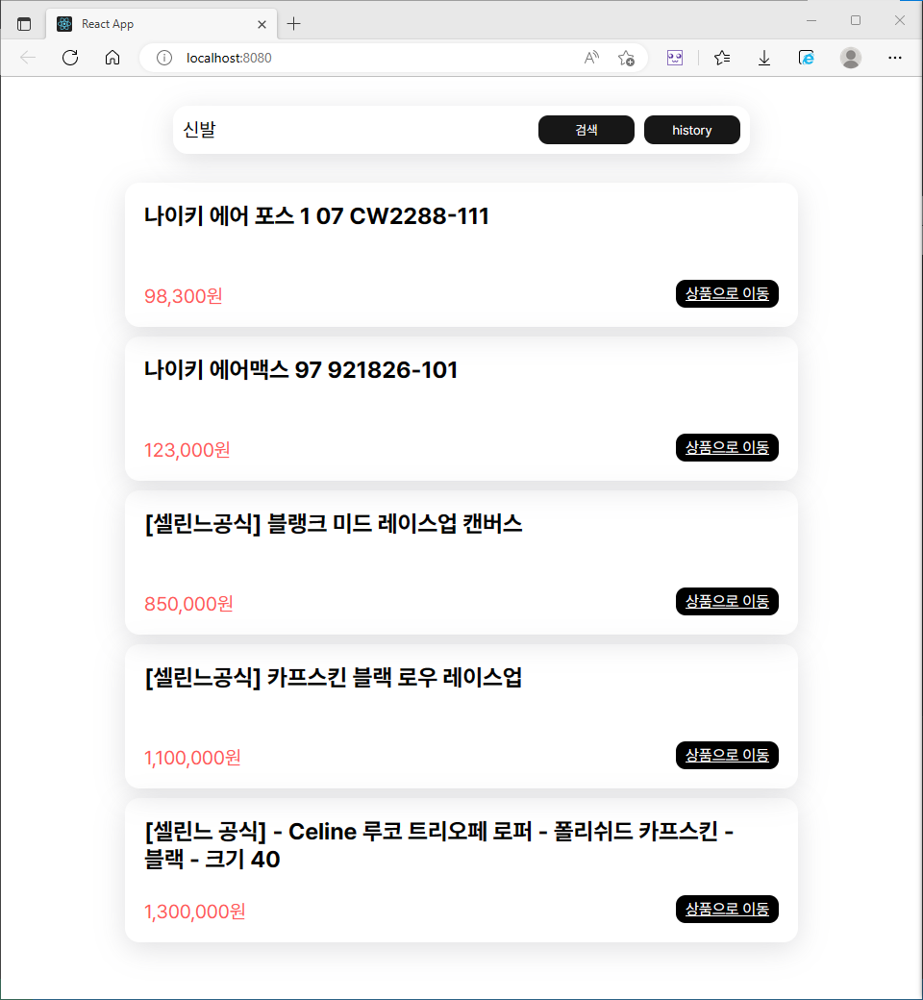 React App
localhost:8080
신발
검색
history
나이키 에어 포스 1 07 CW2288-111
98,300원
상품으로 이동
나이키 에어맥스 97 921826-101
123,000원
상품으로 이동
[셀린느공식] 블랭크 미드 레이스업 캔버스
850,000원
상품으로 이동
[셀린느공식] 카프스킨 블랙 로우 레이스업
1,100,000원
상품으로 이동
[셀린느 공식] - Celine 루코 트리오페 로퍼 - 폴리쉬드 카프스킨 -
블랙 - 크기 40
1,300,000원
상품으로 이동